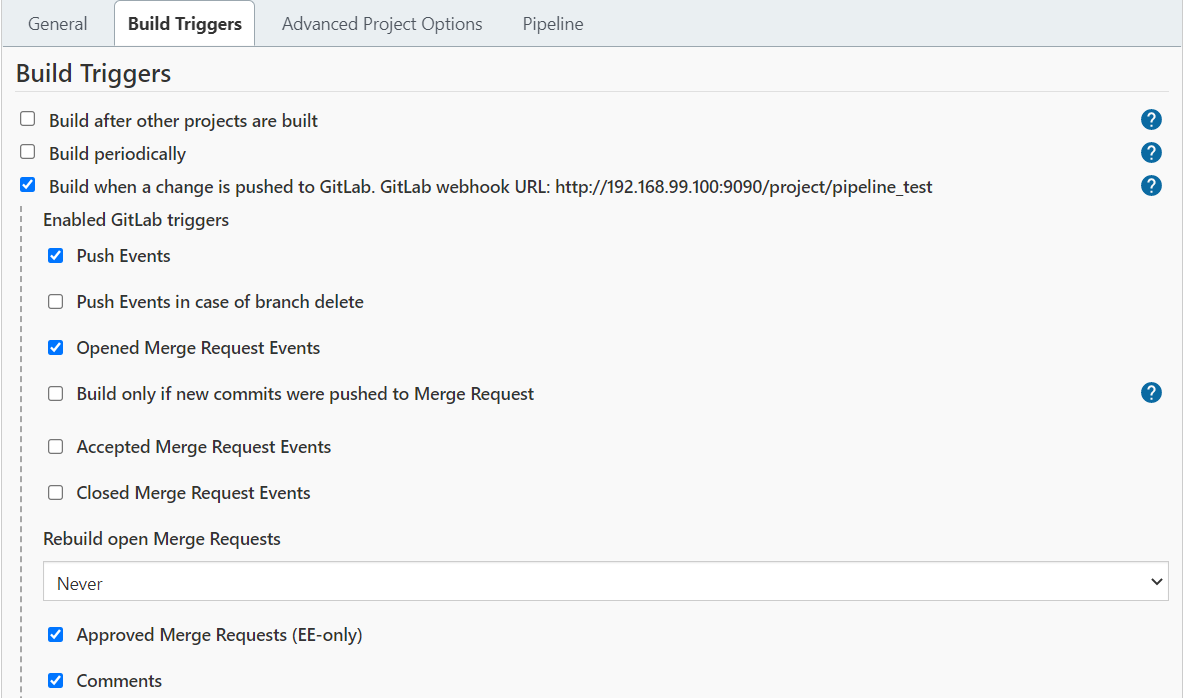 General Build Triggers Advanced Project Options Pipeline
Build Triggers
Build after other projects are built ?
Build periodically ?
Build when a change is pushed to GitLab. GitLab webhook URL: http://192.168.99.100:9090/project/pipeline_test ?
Enabled GitLab triggers
Push Events
Push Events in case of branch delete
Opened Merge Request Events
Build only if new commits were pushed to Merge Request ?
Accepted Merge Request Events
Closed Merge Request Events
Rebuild open Merge Requests
Never
Approved Merge Requests (EE-only)
Comments